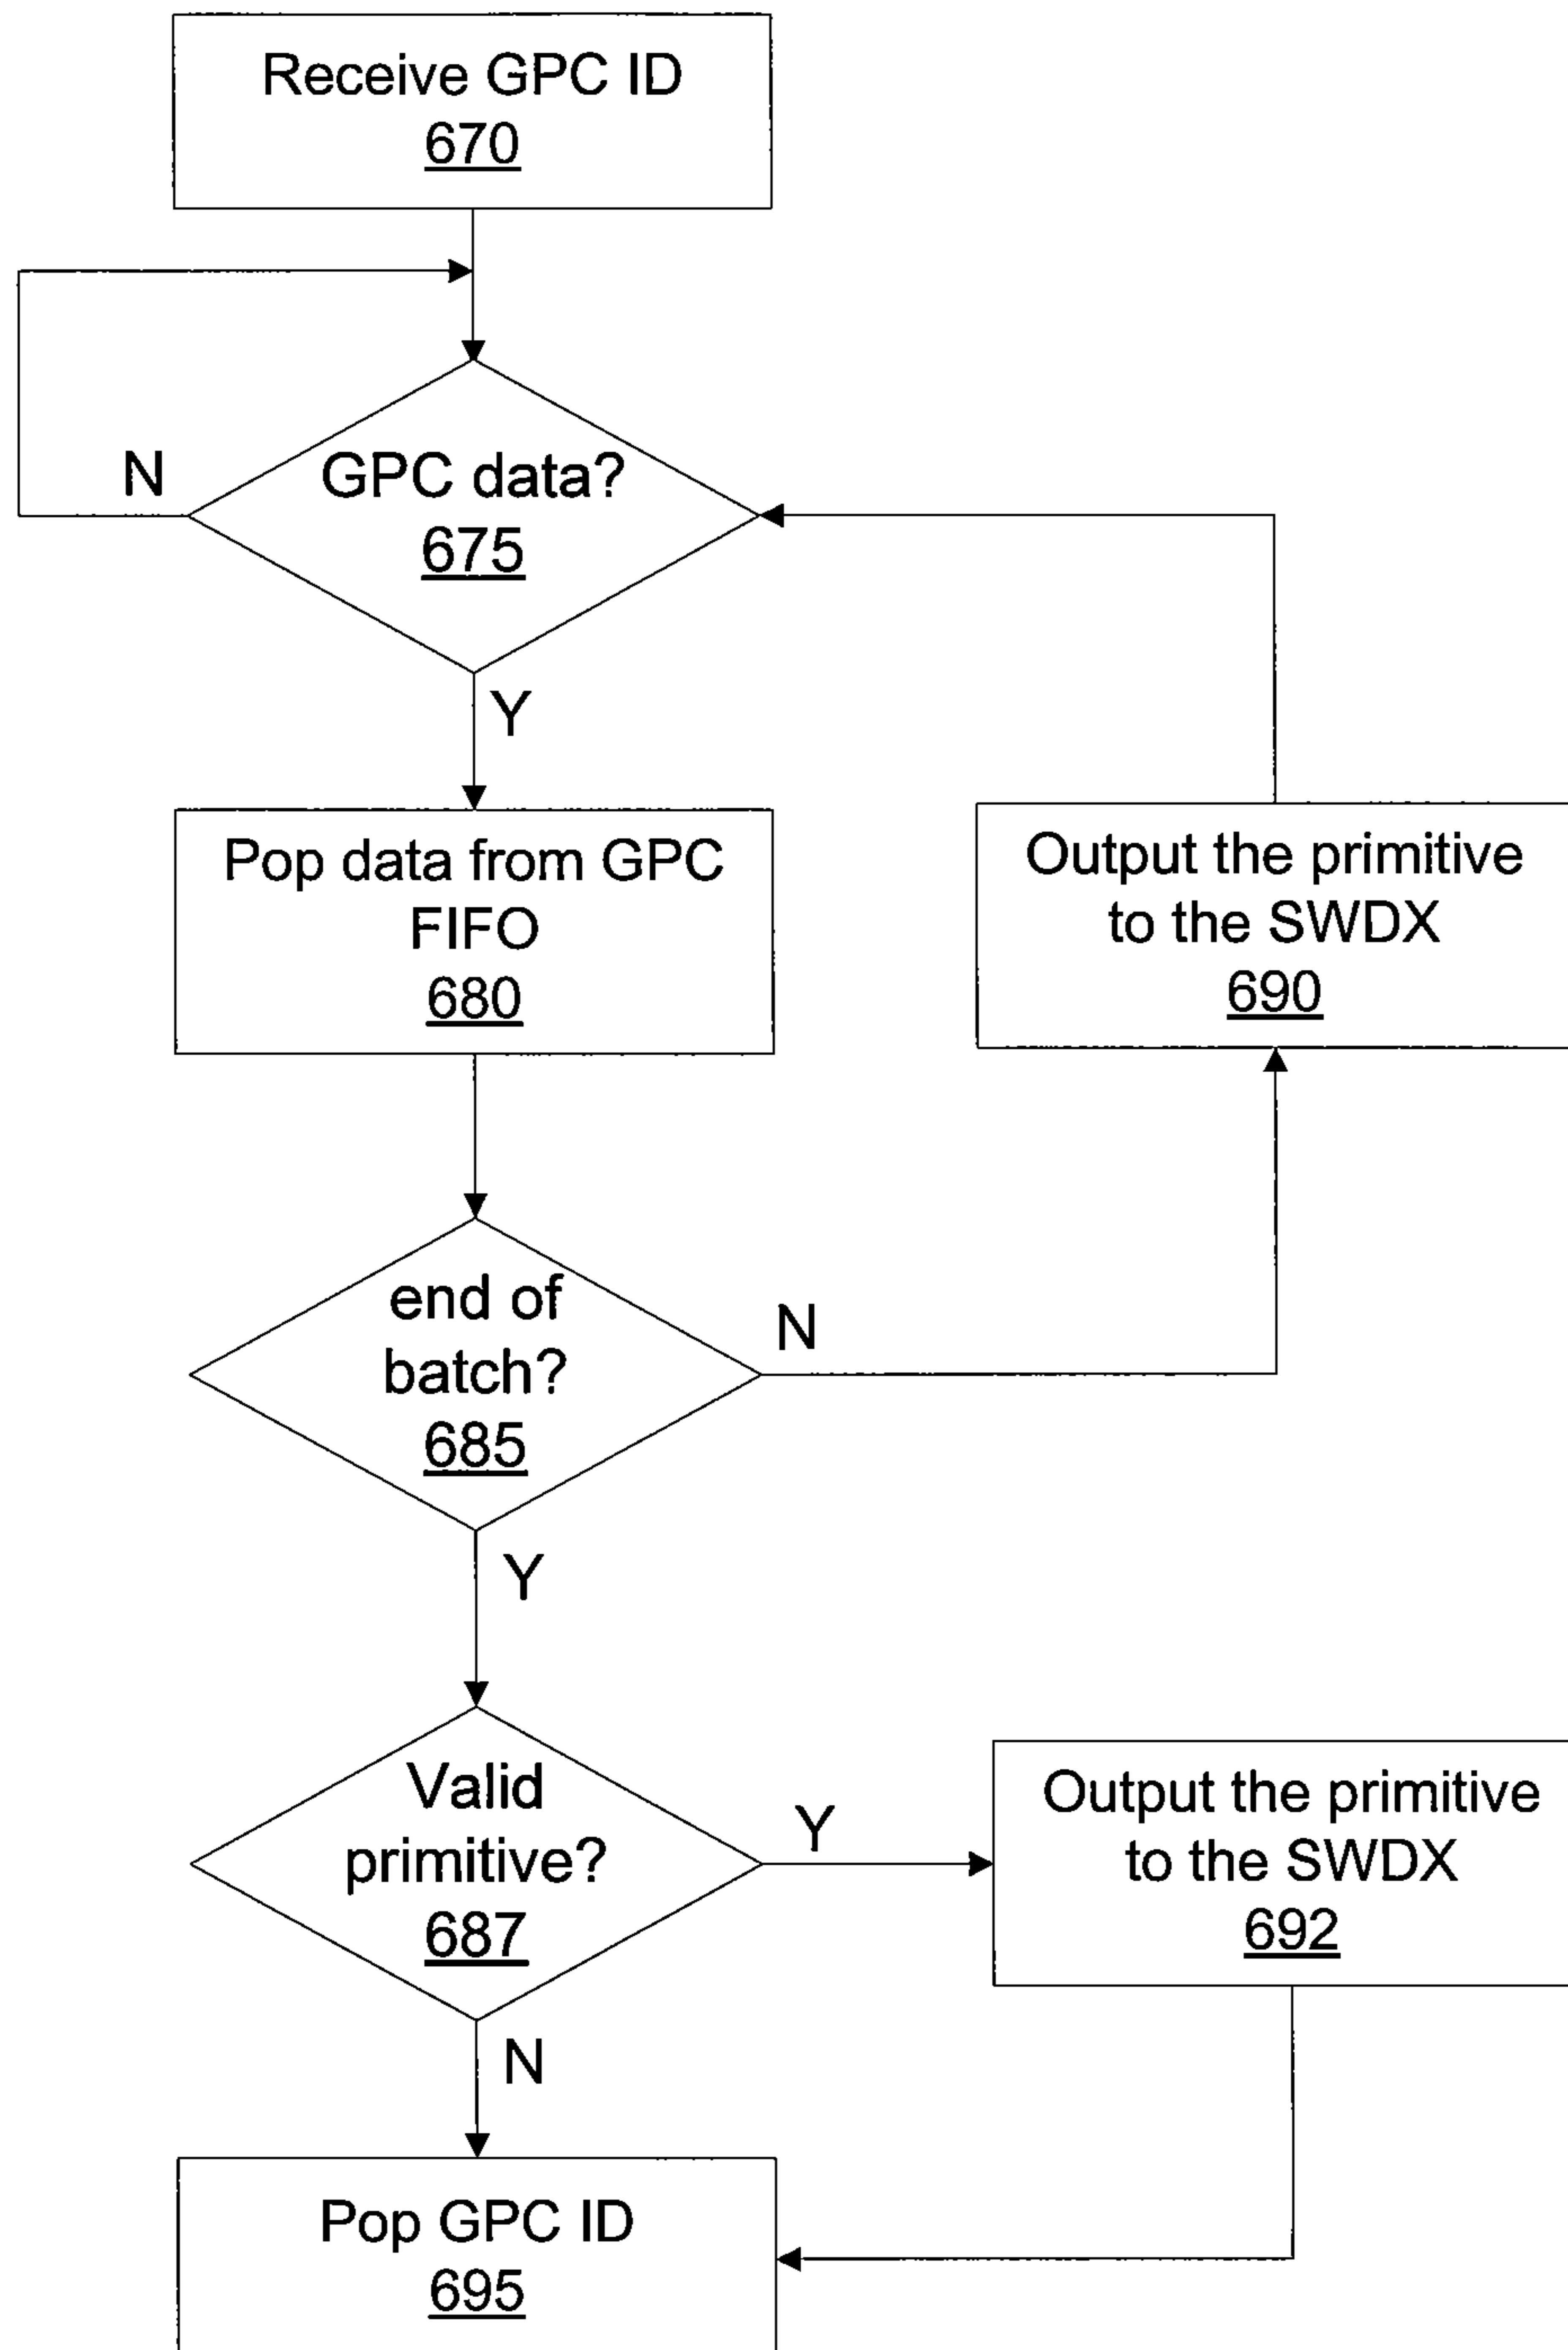 Receive GPC ID
670
N
GPC data?
675
Y
Pop data from GPC
FIFO
680
Output the primitive
to the SWDX
690
end of
batch?
685
N
Y
Valid
primitive?
687
Y
Output the primitive
to the SWDX
692
N
Pop GPC ID
695